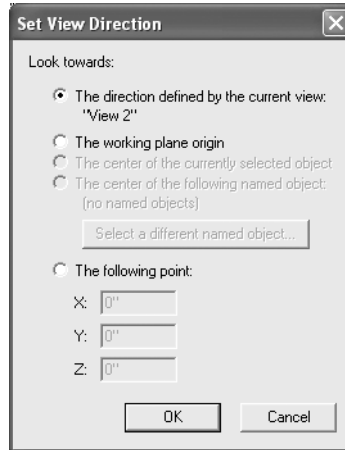 Set View Direction
Look towards:
The direction defined by the current view:
"View 2"
The working plane origin
The center of the currently selected object
The center of the following named object:
(no named objects)
Select a different named object...
The following point:
X: 0"
Y: 0"
Z: 0"
OK Cancel